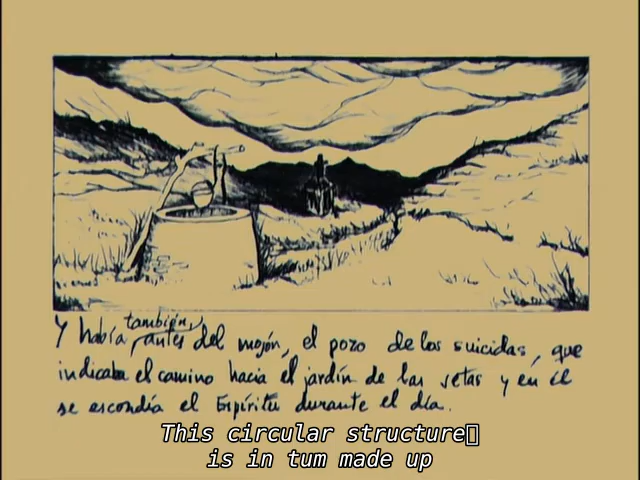 también,
Y había, antes del mojón, el pozo de los suicidas, que
indicaba el camino hacia el jardín de las setas y en él
se escondía el Espíritu durante el día.
This circular structure▯
is in tum made up